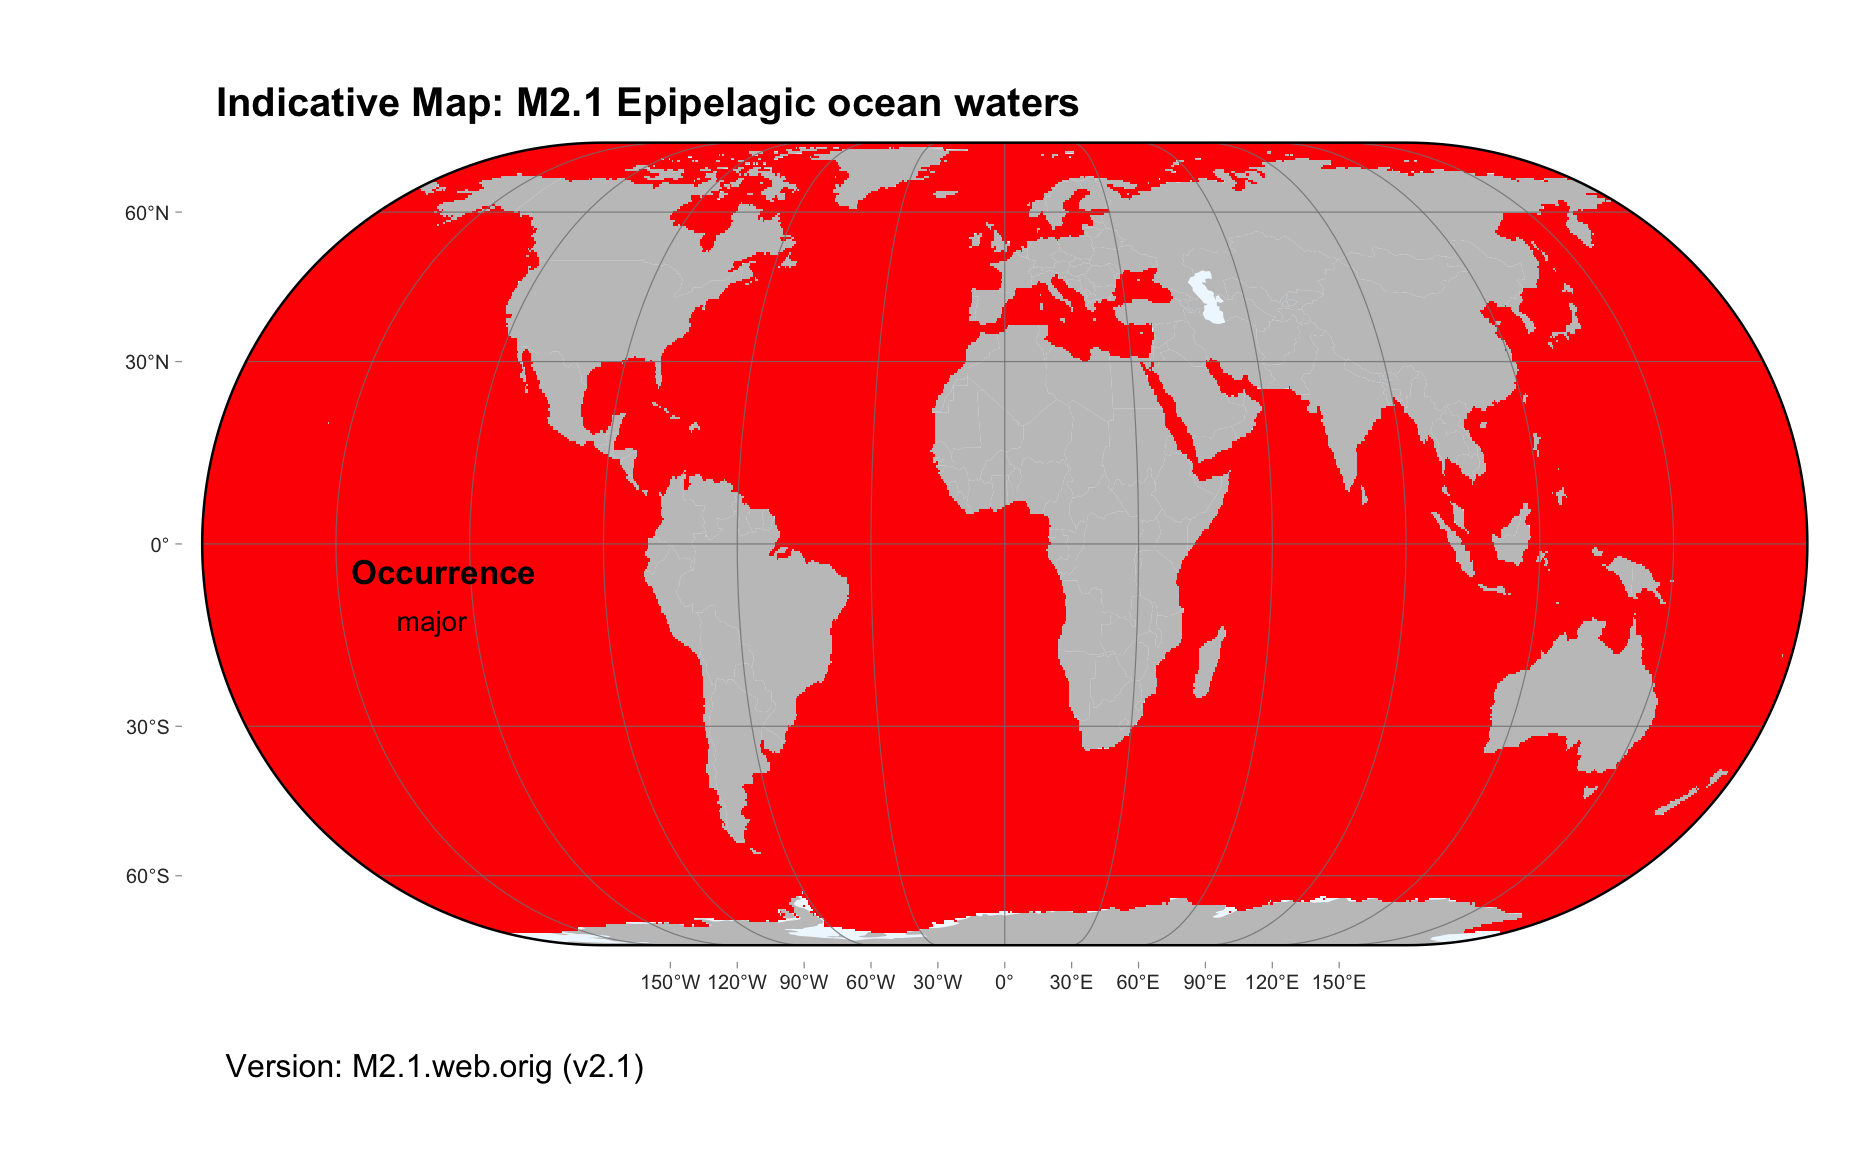 Indicative Map: M2.1 Epipelagic ocean waters
60°N
30°N
0°
Occurrence
major
30°S
60°S
150°W 120°W 90°W 60°W 30°W 0° 30°E 60°E 90°E 120°E 150°E
Version: M2.1.web.orig (v2.1)